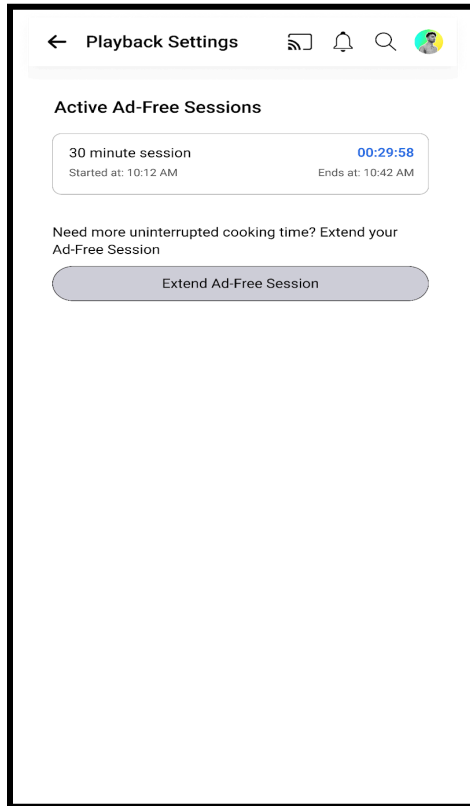 Playback Settings
Active Ad-Free Sessions
30 minute session 00:29:58
Started at: 10:12 AM Ends at: 10:42 AM
Need more uninterrupted cooking time? Extend your
Ad-Free Session
Extend Ad-Free Session